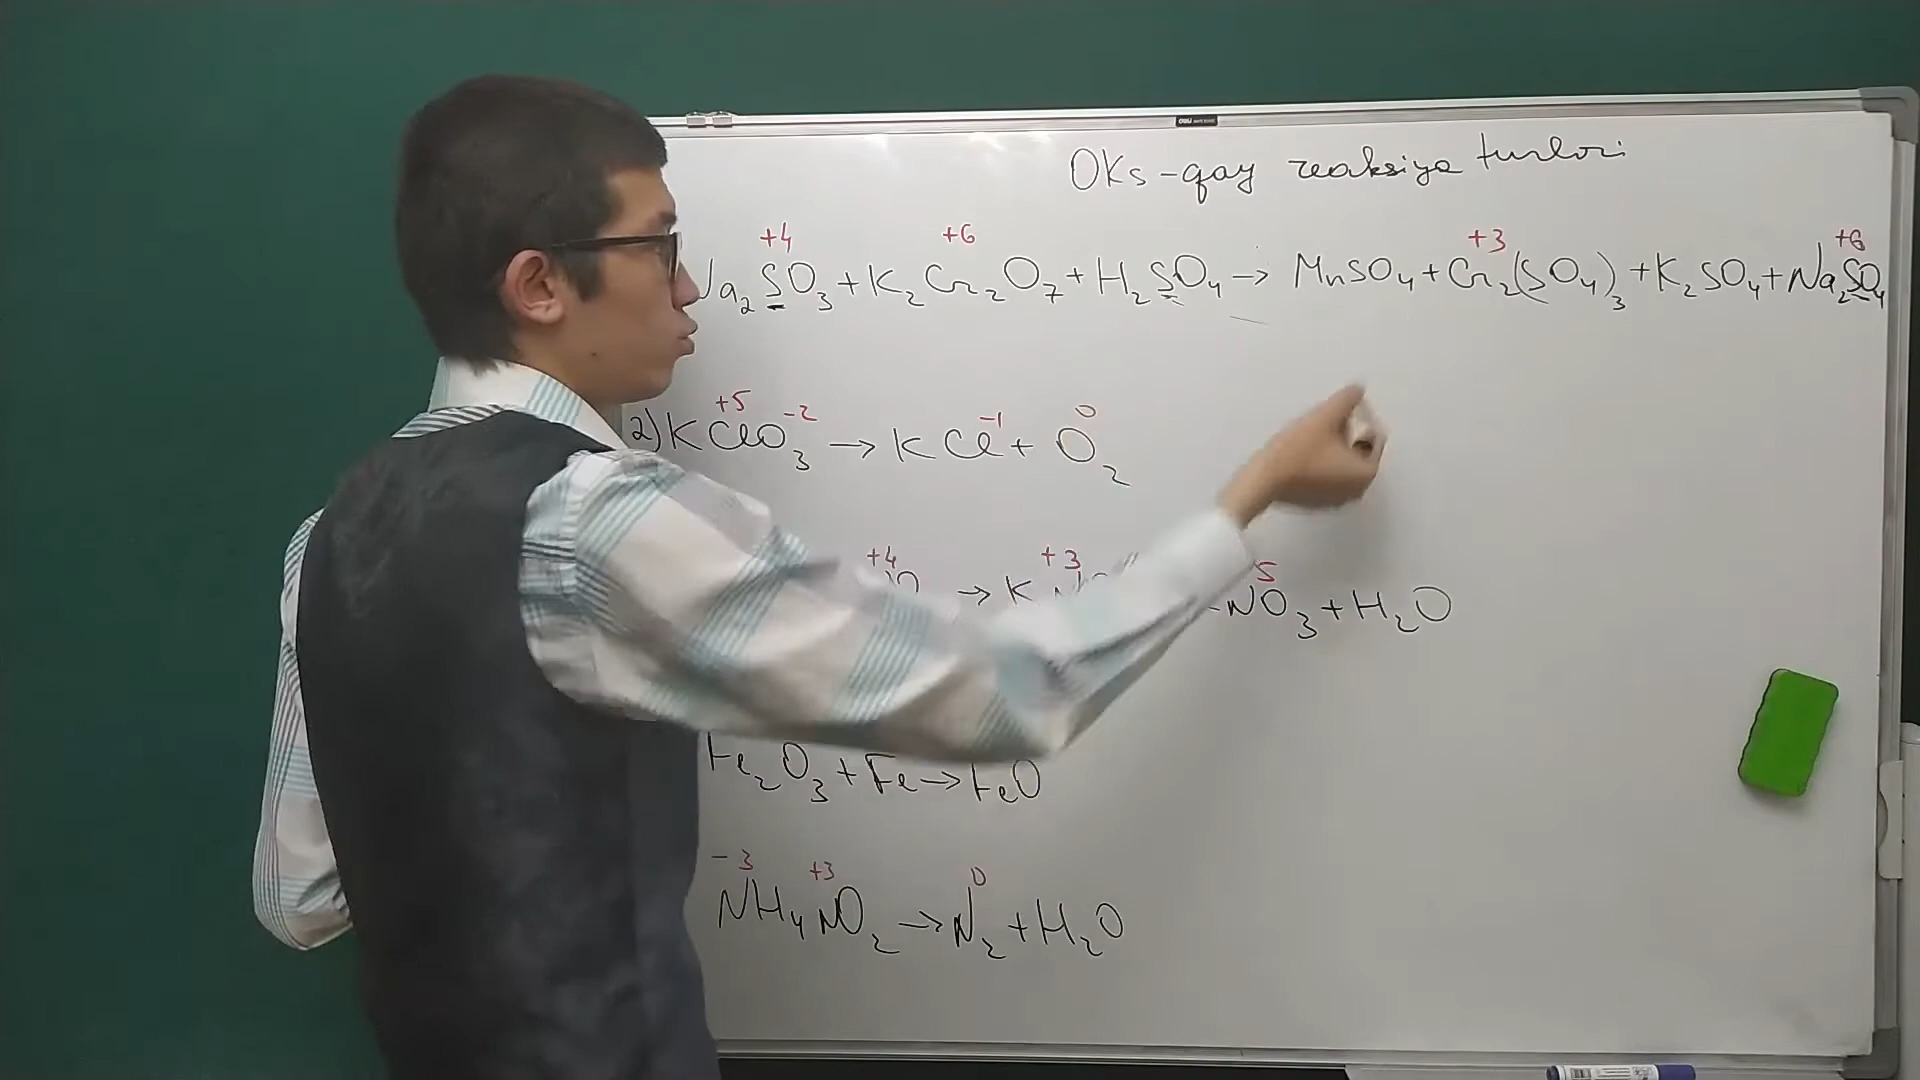 Oks-qay reaksiya turlari
+4 +6 +3 +6
Na₂SO₃+K₂Cr₂O₇+H₂SO₄→ MnSO₄+Cr₂(SO₄)₃+K₂SO₄+Na₂SO₄
+5 -2 -1 0
2)KClO₃→KCl+O₂
+4 +3 5
O →K NO₃+H₂O
Fe₂O₃+Fe→FeO
-3 +3 0
NH₄NO₂→N₂+H₂O